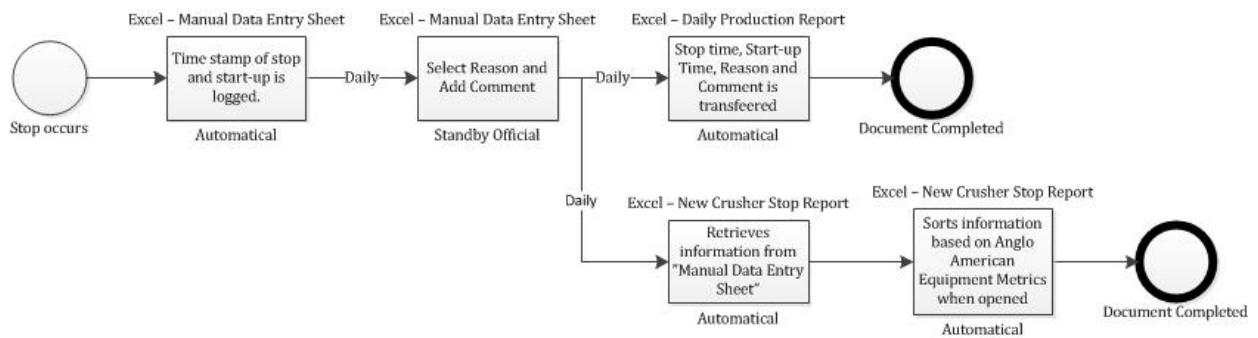 Excel – Manual Data Entry Sheet
Excel – Manual Data Entry Sheet
Excel – Daily Production Report
Time stamp of stop
and start-up is
logged.
Daily
Select Reason and
Add Comment
Daily
Stop time, Start-up
Time, Reason and
Comment is
transfeered
Stop occurs
Automatical
Standby Official
Automatical
Document Completed
Daily
Excel – New Crusher Stop Report
Excel – New Crusher Stop Report
Retrieves
information from
"Manual Data Entry
Sheet"
Sorts information
based on Anglo
American
Equipment Metrics
when opened
Automatical
Automatical
Document Completed